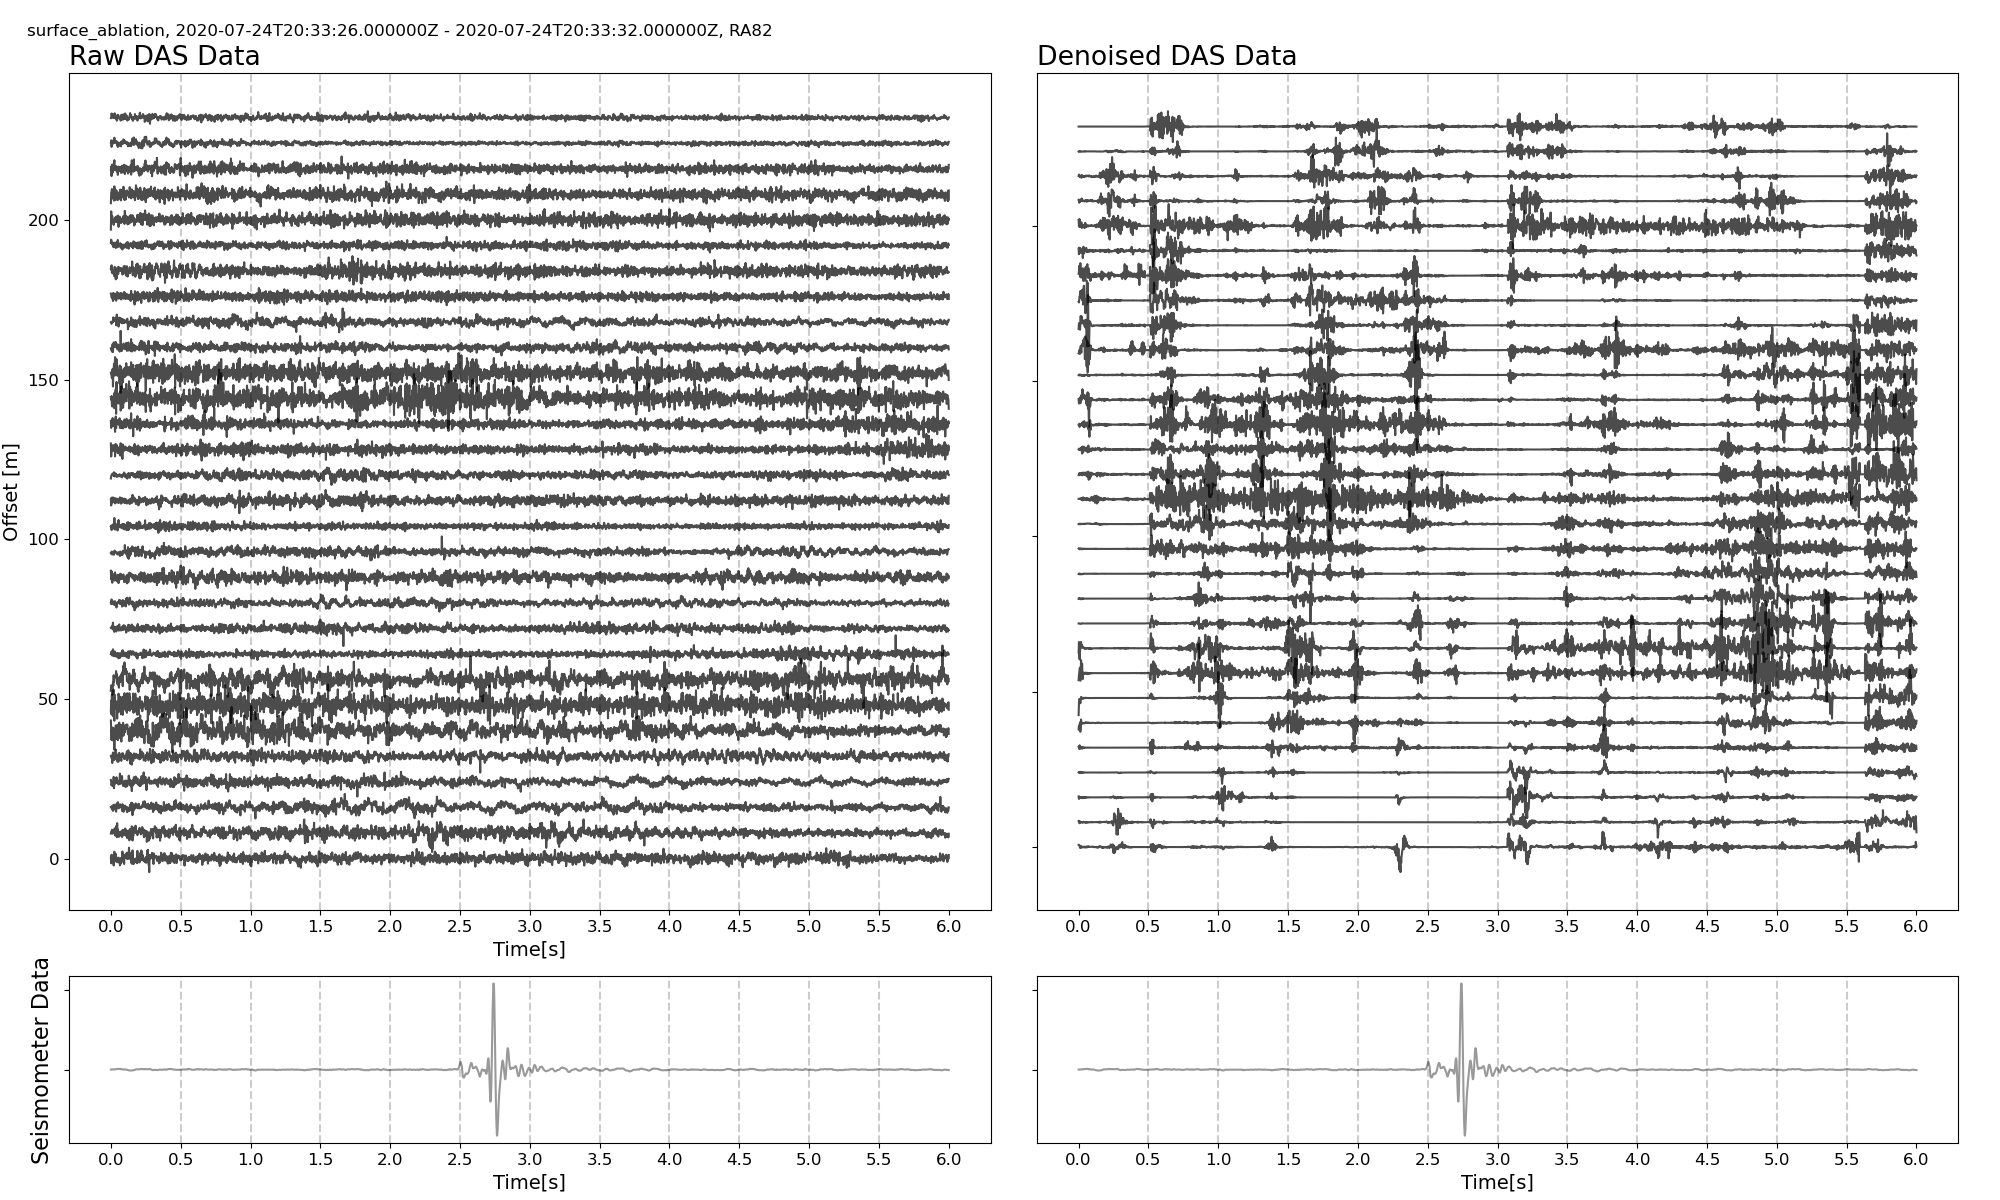 surface_ablation, 2020-07-24T20:33:26.000000Z - 2020-07-24T20:33:32.000000Z, RA82
Raw DAS Data
Denoised DAS Data
Offset [m]
200
150
100
50
0
0.0 0.5 1.0 1.5 2.0 2.5 3.0 3.5 4.0 4.5 5.0 5.5 6.0
Time[s]
0.0 0.5 1.0 1.5 2.0 2.5 3.0 3.5 4.0 4.5 5.0 5.5 6.0
Seismometer Data
0.0 0.5 1.0 1.5 2.0 2.5 3.0 3.5 4.0 4.5 5.0 5.5 6.0
Time[s]
0.0 0.5 1.0 1.5 2.0 2.5 3.0 3.5 4.0 4.5 5.0 5.5 6.0
Time[s]